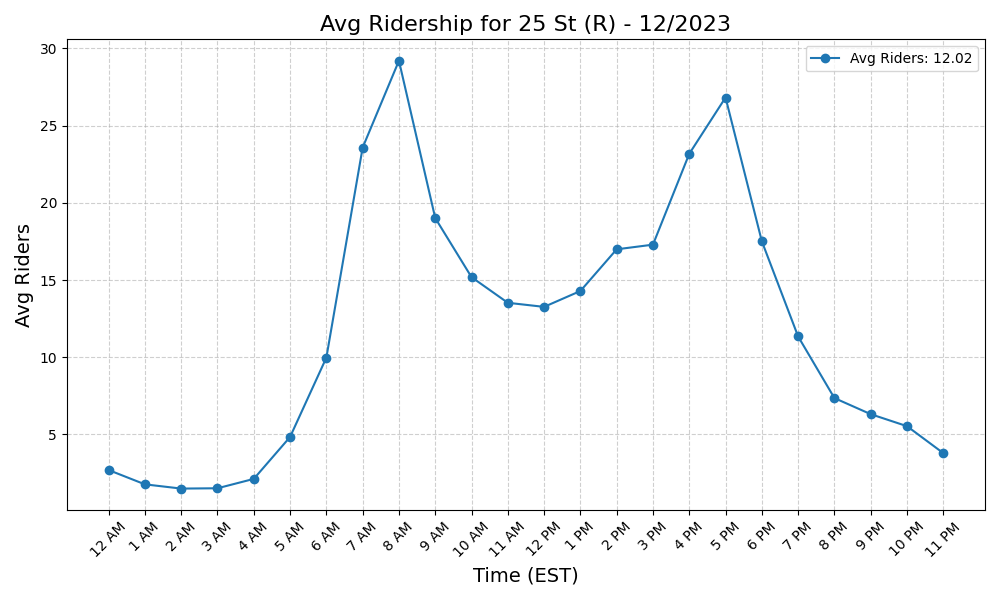 Avg Ridership for 25 St (R) - 12/2023
Avg Riders: 12.02
Avg Riders
30
25
20
15
10
5
12 AM
1 AM
2 AM
3 AM
4 AM
5 AM
6 AM
7 AM
8 AM
9 AM
10 AM
11 AM
12 PM
1 PM
2 PM
3 PM
4 PM
5 PM
6 PM
7 PM
8 PM
9 PM
10 PM
11 PM
Time (EST)